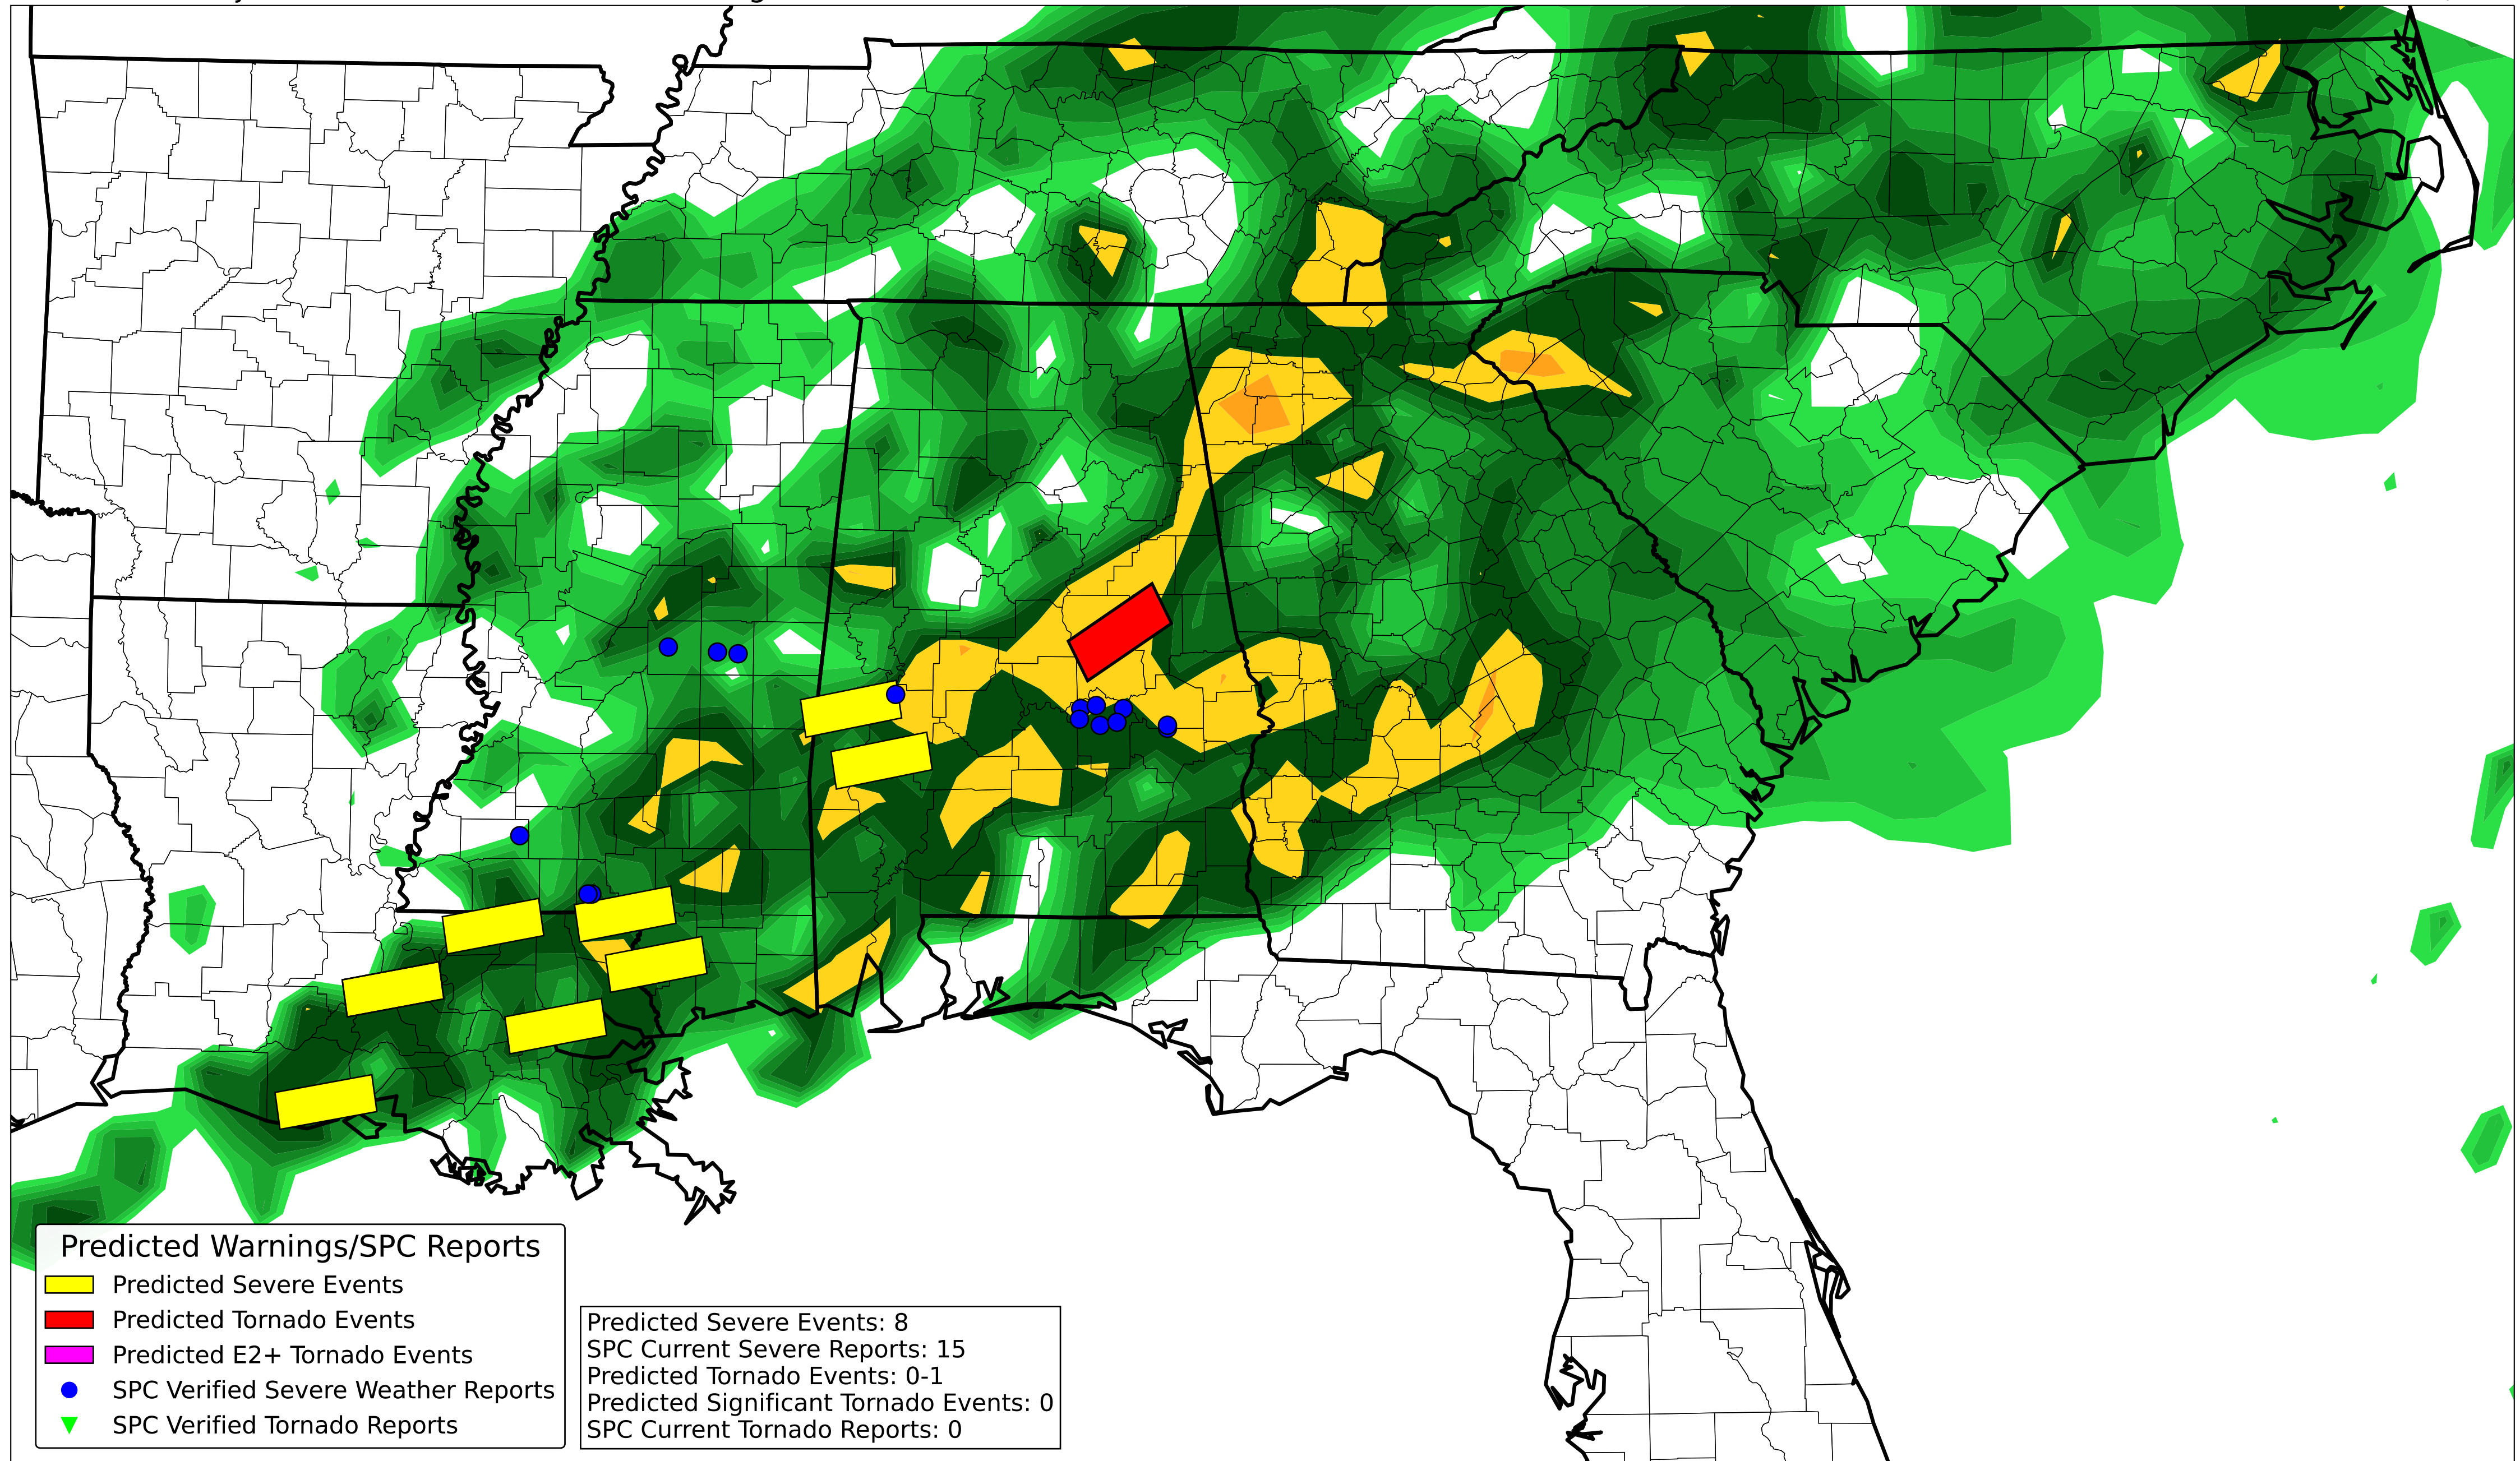 Predicted Warnings/SPC Reports
Predicted Severe Events
Predicted Tornado Events
Predicted E2+ Tornado Events
SPC Verified Severe Weather Reports
SPC Verified Tornado Reports
Predicted Severe Events: 8
SPC Current Severe Reports: 15
Predicted Tornado Events: 0-1
Predicted Significant Tornado Events: 0
SPC Current Tornado Reports: 0